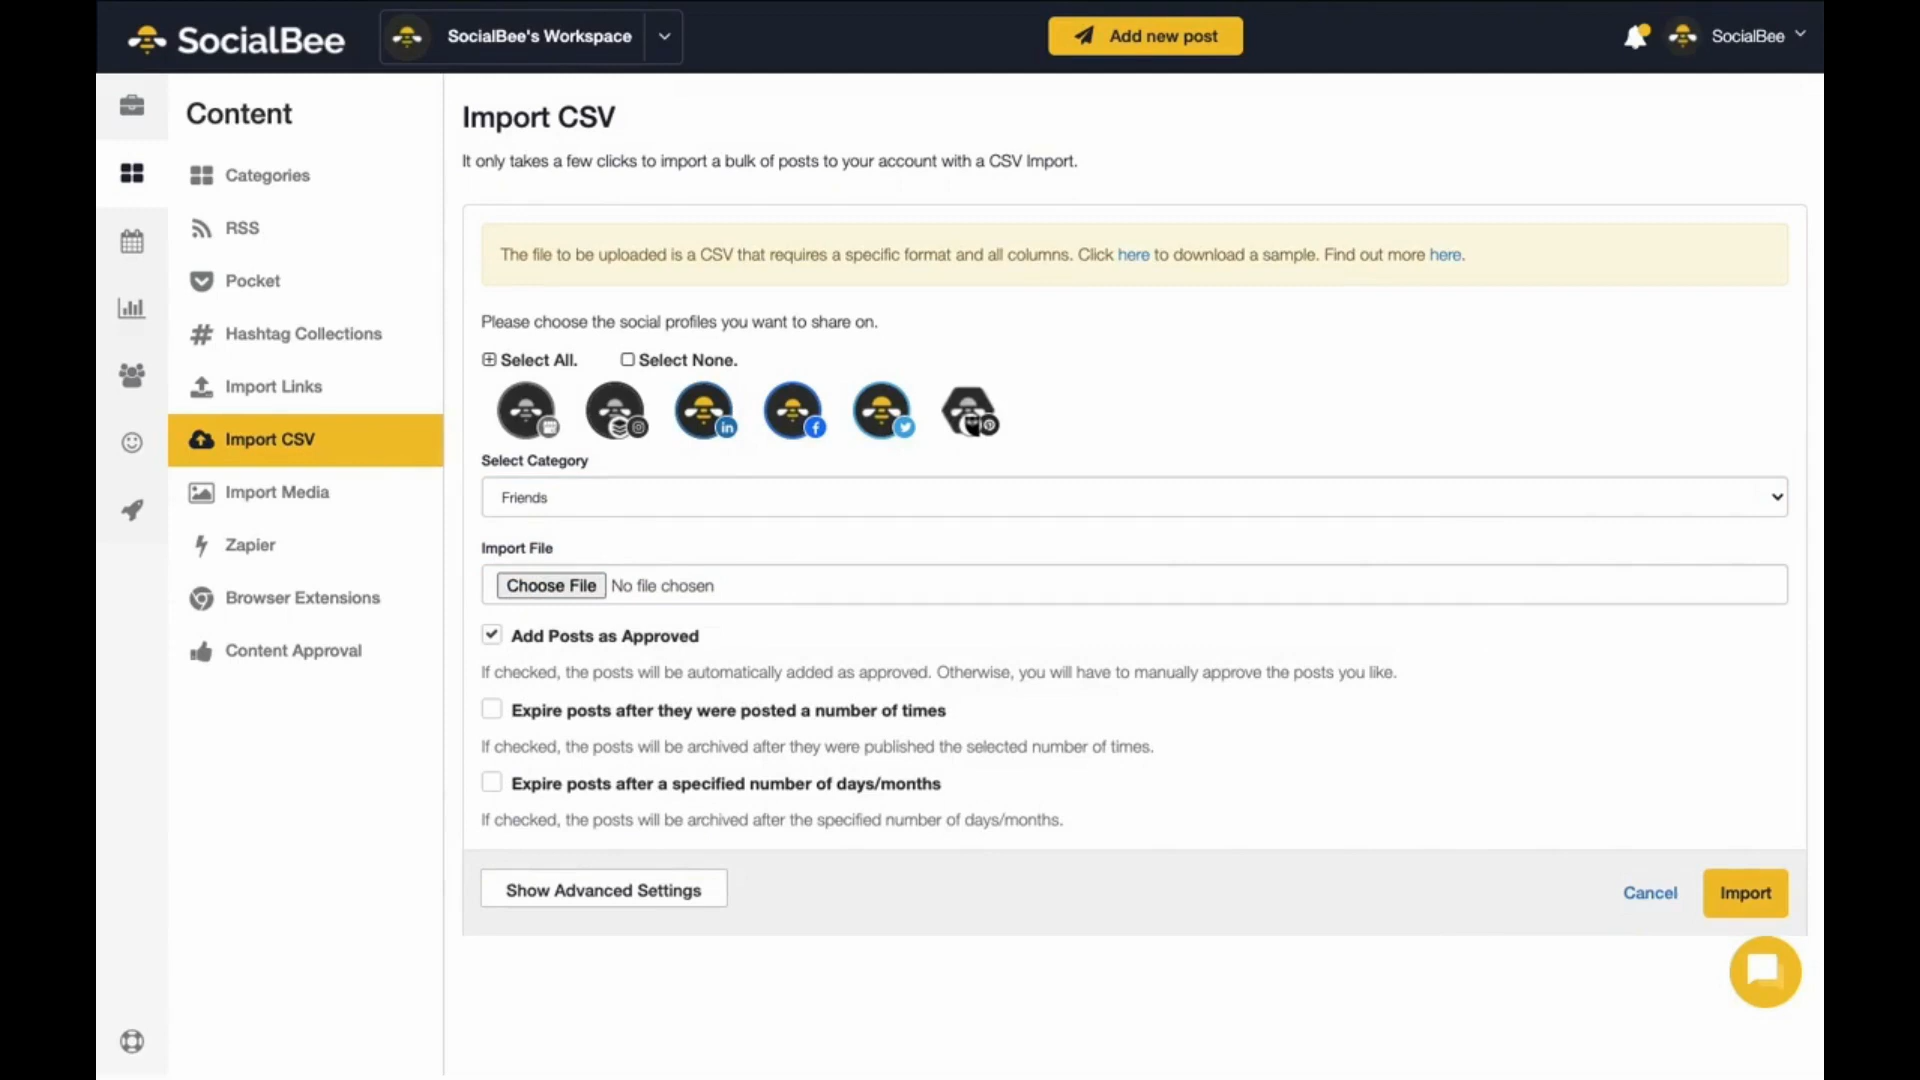 SocialBee
SocialBee's Workspace
Add new post
SocialBee
Content
Categories
RSS
Pocket
Hashtag Collections
Import Links
Import CSV
Import Media
Zapier
Browser Extensions
Content Approval
Import CSV
It only takes a few clicks to import a bulk of posts to your account with a CSV Import.
The file to be uploaded is a CSV that requires a specific format and all columns. Click here to download a sample. Find out more here.
Please choose the social profiles you want to share on.
Select All. Select None.
in f
Select Category
Friends
Import File
Choose File No file chosen
Add Posts as Approved
If checked, the posts will be automatically added as approved. Otherwise, you will have to manually approve the posts you like.
Expire posts after they were posted a number of times
If checked, the posts will be archived after they were published the selected number of times.
Expire posts after a specified number of days/months
If checked, the posts will be archived after the specified number of days/months.
Show Advanced Settings
Cancel
Import